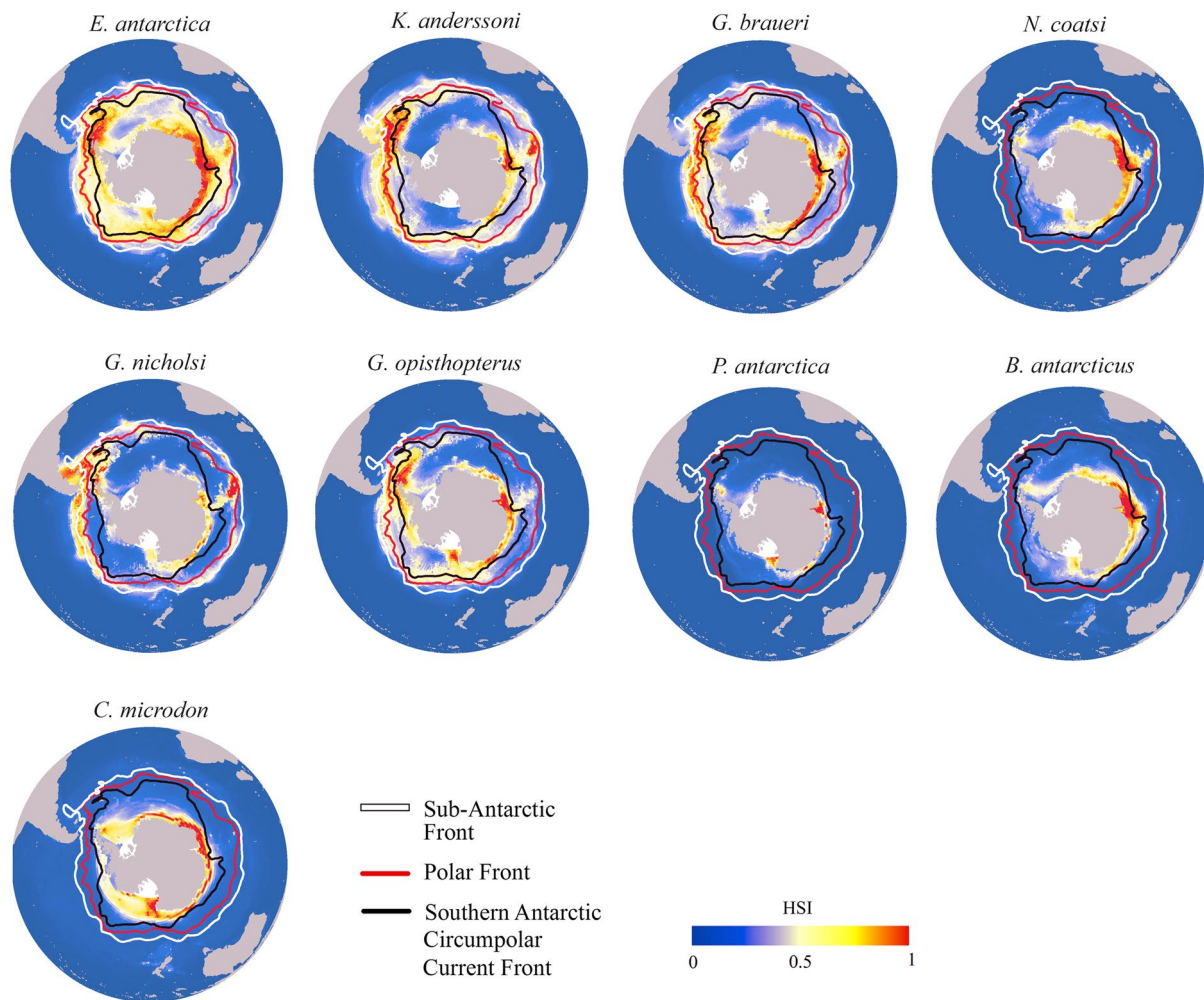 E. antarctica
K. anderssoni
G. braueri
N. coatsi
G. nicholsi
G. opisthopterus
P. antarctica
B. antarcticus
C. microdon
Sub-Antarctic
Front
Polar Front
Southern Antarctic
Circumpolar
Current Front
HSI
0
0.5
1